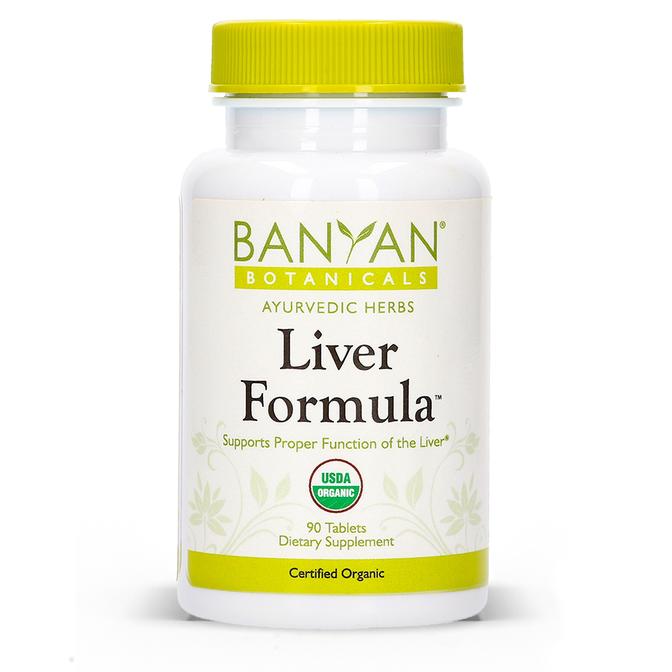 BANYAN®
BOTANICALS
AYURVEDIC HERBS
Liver
Formula™
Supports Proper Function of the Liver*
USDA
ORGANIC
90 Tablets
Dietary Supplement
Certified Organic